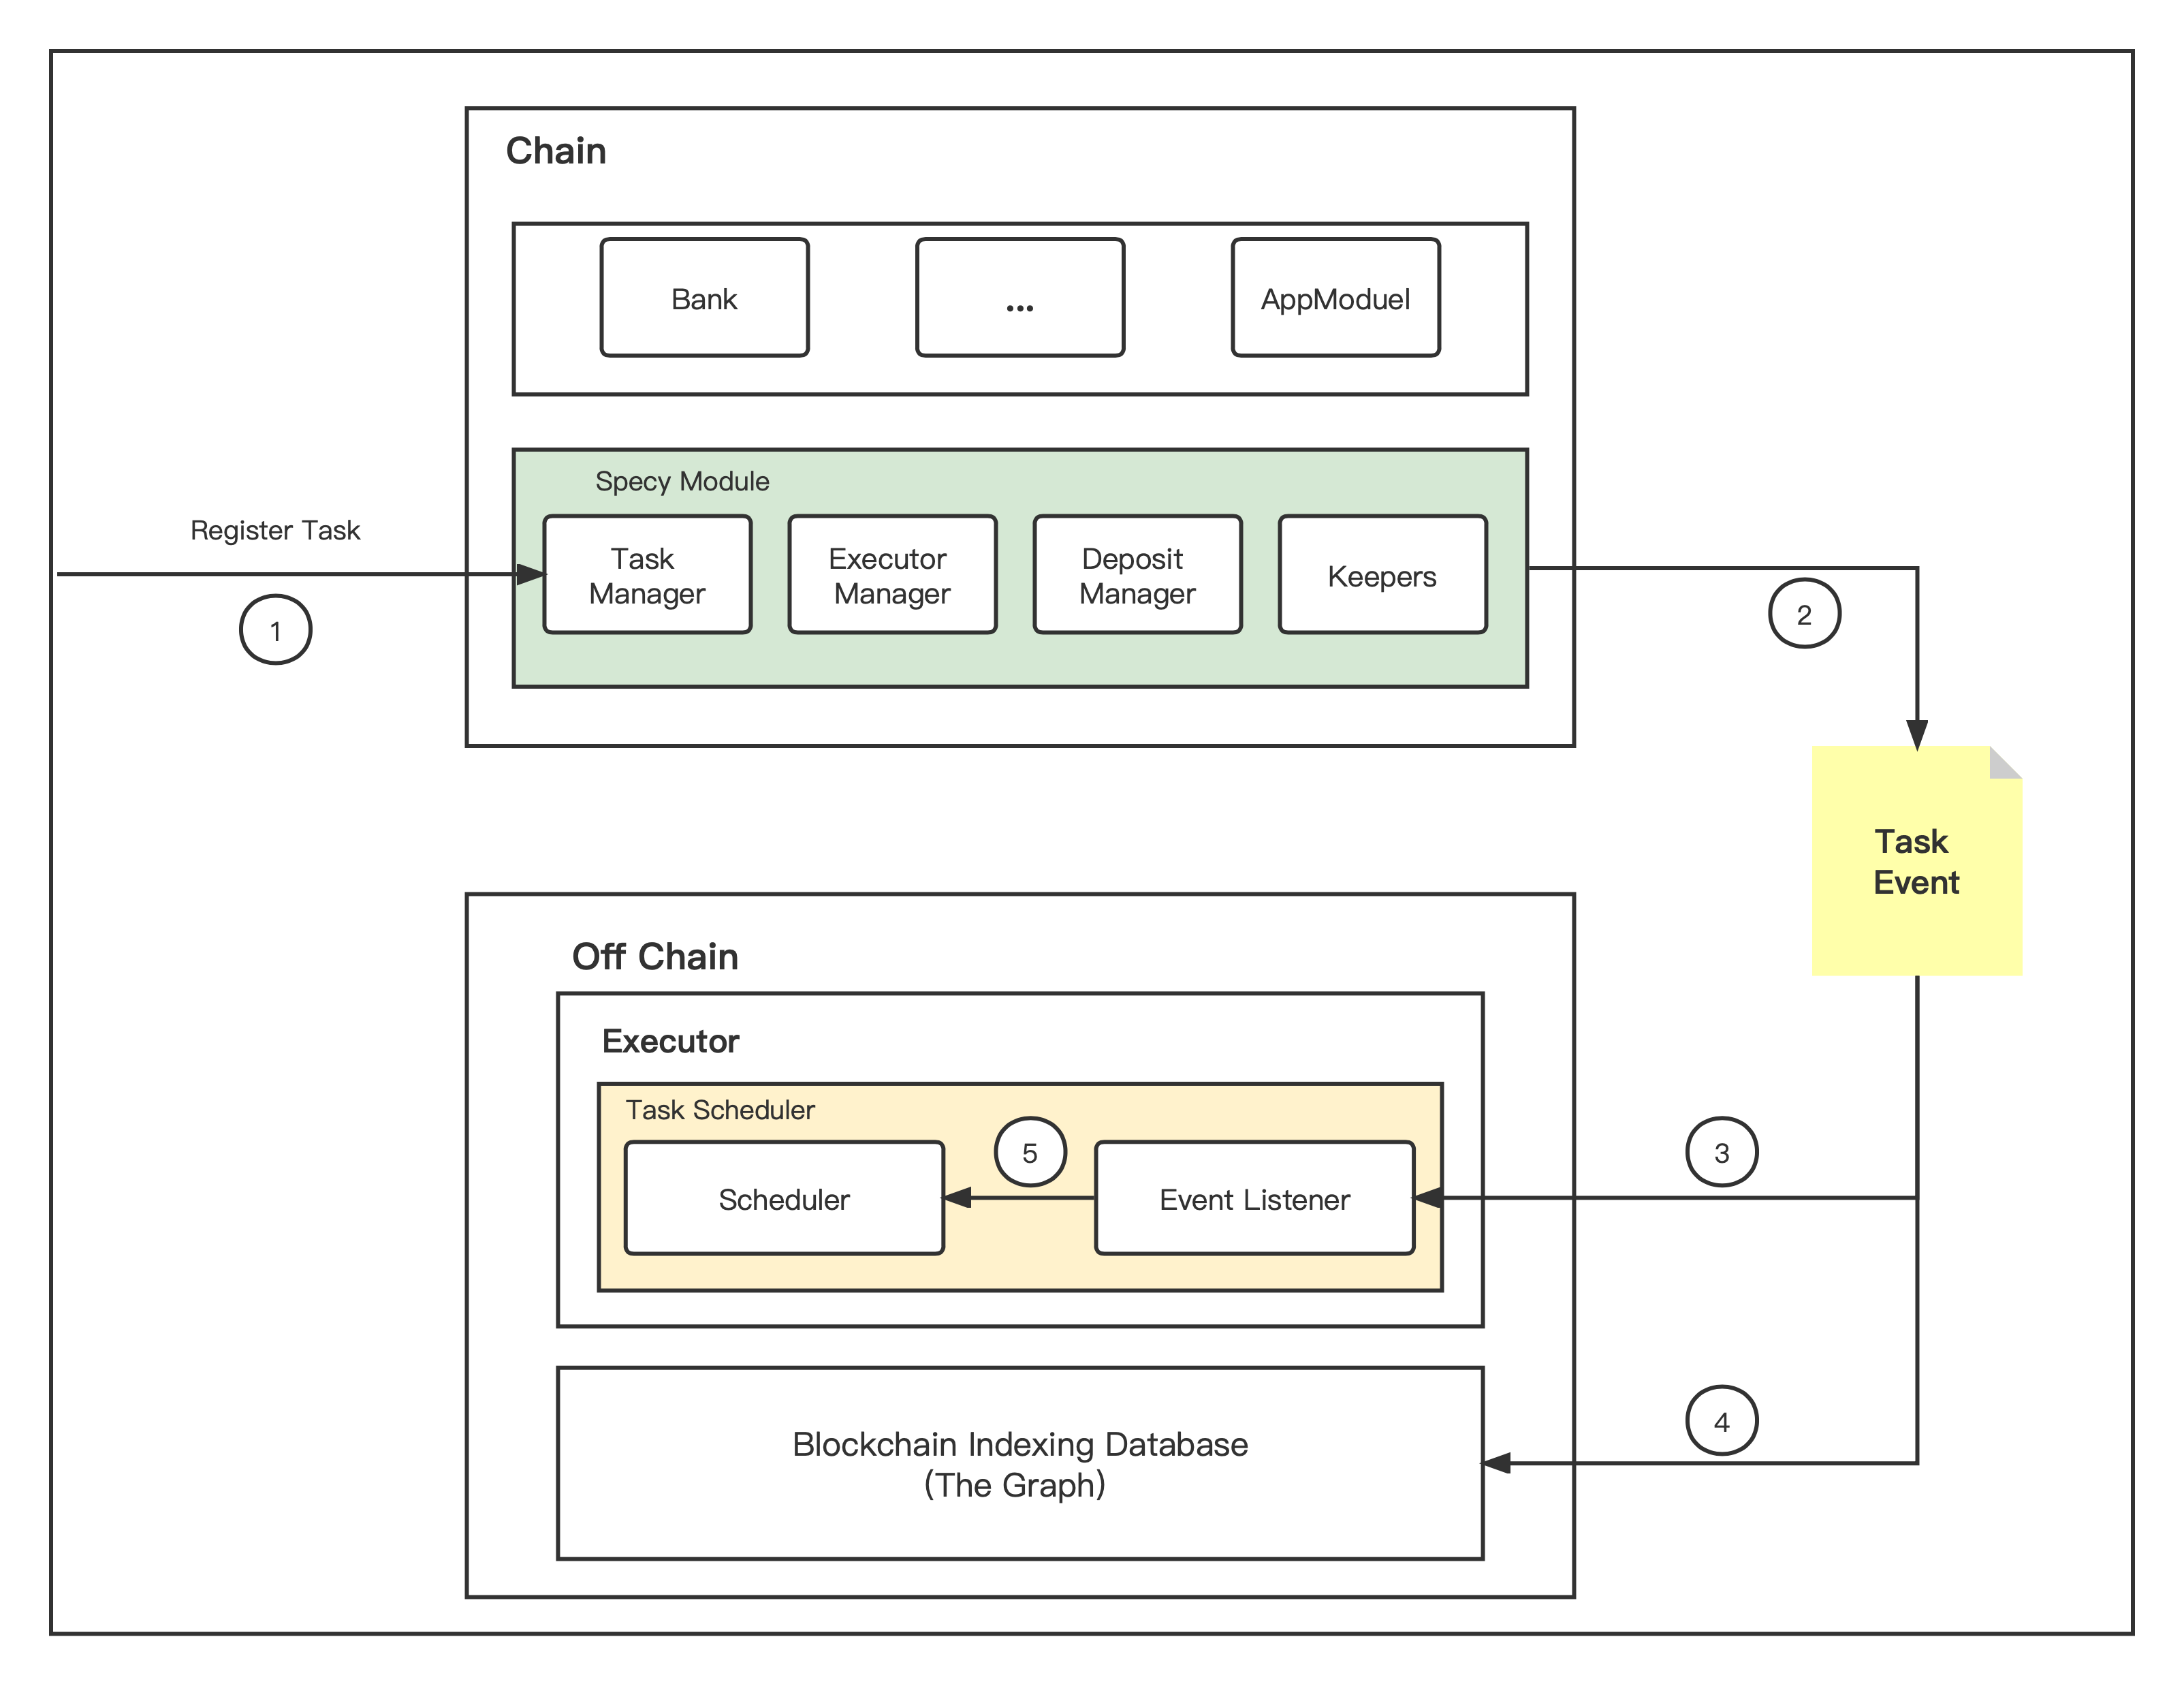 Chain
Bank
...
AppModuel
Specy Module
Register Task
Task
Manager
Executor
Manager
Deposit
Manager
Keepers
1
2
Task
Event
Off Chain
Executor
Task Scheduler
5
3
Scheduler
Event Listener
4
Blockchain Indexing Database
(The Graph)